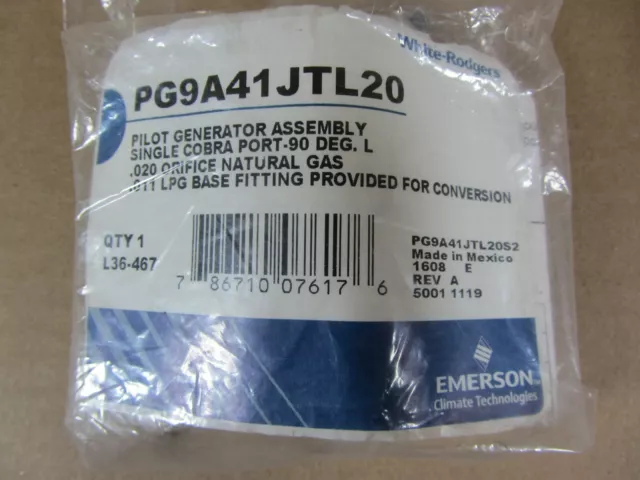 White-Rodgers
PG9A41JTL20
PILOT GENERATOR ASSEMBLY
SINGLE COBRA PORT-90 DEG. L
.020 ORIFICE NATURAL GAS
.011 LPG BASE FITTING PROVIDED FOR CONVERSION
QTY 1
L36-467
7 86710 07617 6
PG9A41JTL20S2
Made in Mexico
1608 E
REV A
5001 1119
EMERSON
Climate Technologies